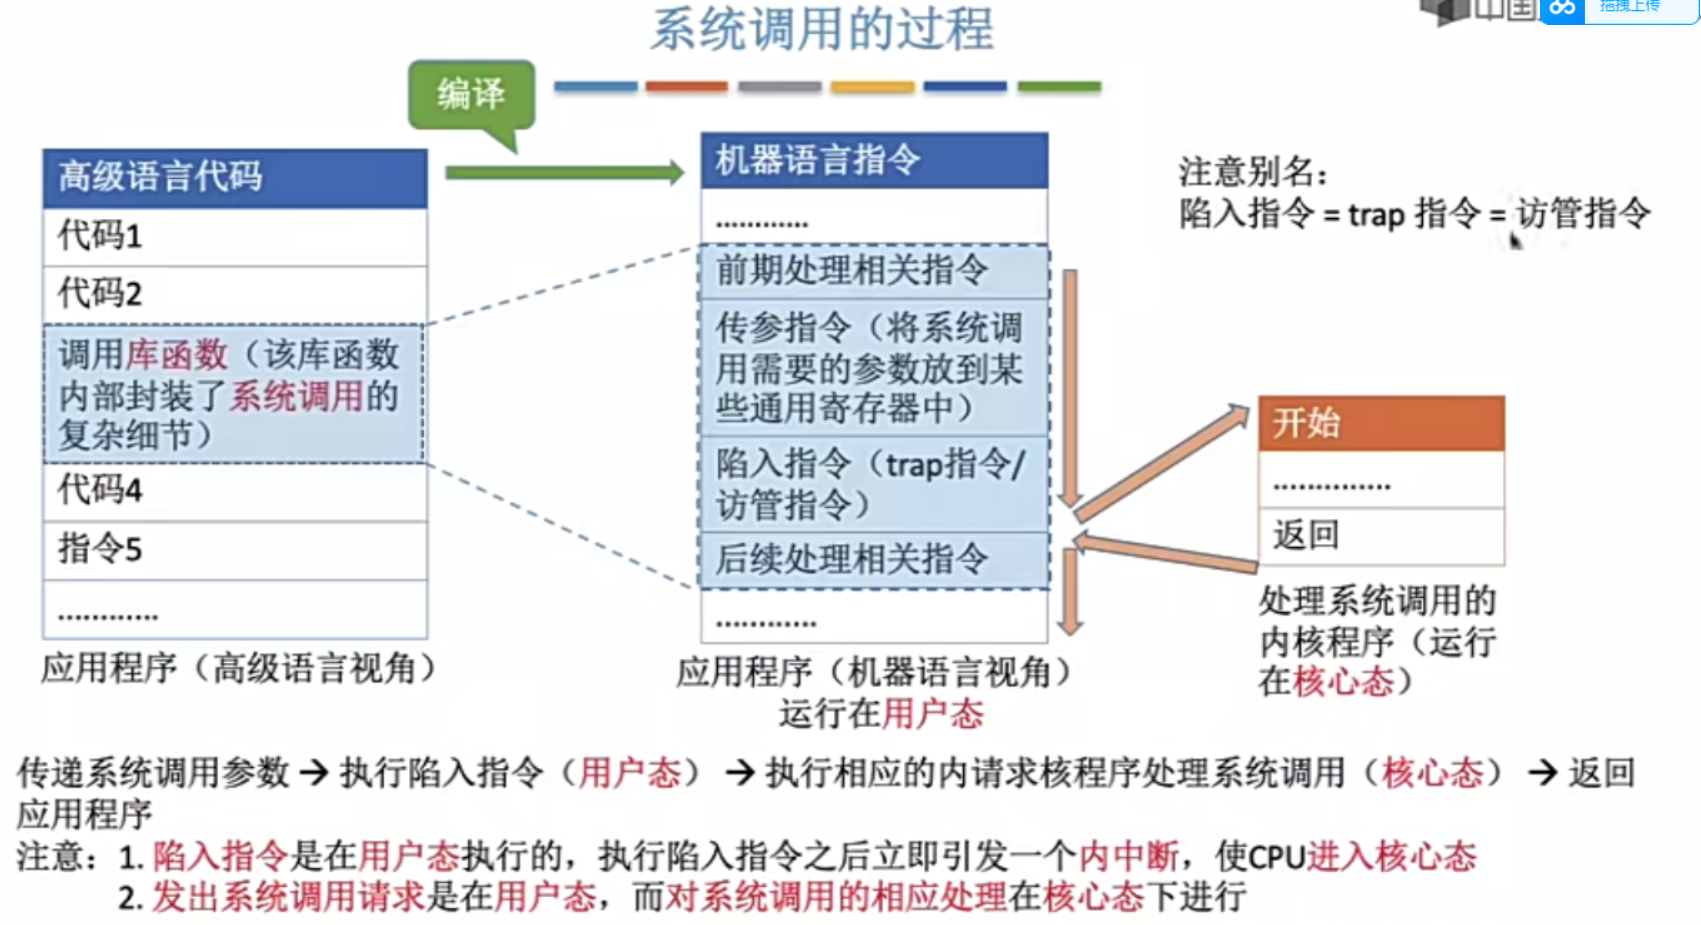 系统调用的过程
中国
拖拽上传
编译
高级语言代码
代码1
代码2
调用库函数（该库函数
内部封装了系统调用的
复杂细节）
代码4
指令5
............
应用程序（高级语言视角）
机器语言指令
............
前期处理相关指令
传参指令（将系统调
用需要的参数放到某
些通用寄存器中）
陷入指令（trap指令/
访管指令）
后续处理相关指令
............
应用程序（机器语言视角）
运行在用户态
注意别名：
陷入指令 = trap 指令 = 访管指令
开始
..............
返回
处理系统调用的
内核程序（运行
在核心态）
传递系统调用参数 → 执行陷入指令（用户态） → 执行相应的内请求核程序处理系统调用（核心态） → 返回
应用程序
注意：1. 陷入指令是在用户态执行的，执行陷入指令之后立即引发一个内中断，使CPU进入核心态
2. 发出系统调用请求是在用户态，而对系统调用的相应处理在核心态下进行